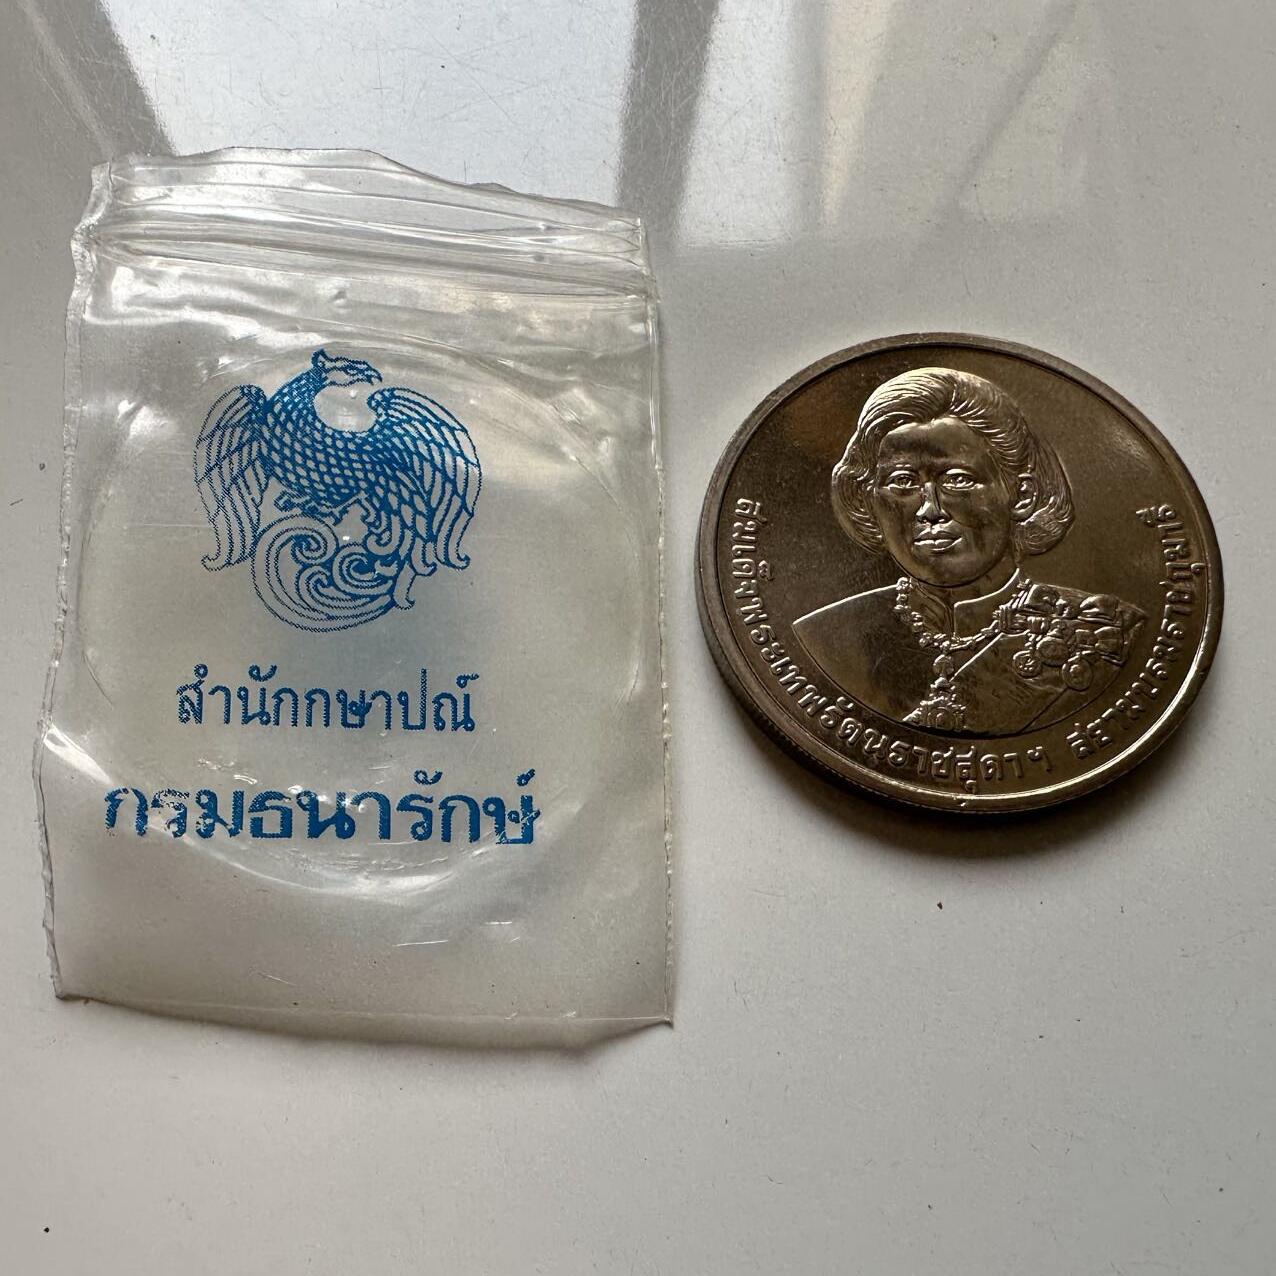 สำนักกษาปณ์
กรมธนารักษ์
สมเด็จพระเทพรัตนราชสุดาฯ สยามบรมราชกุมารี